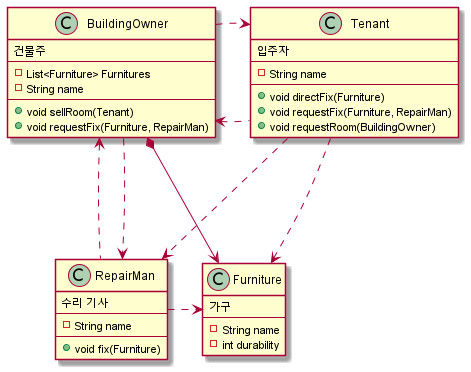 C BuildingOwner
건물주
List<Furniture> Furnitures
String name
void sellRoom(Tenant)
void requestFix(Furniture, RepairMan)
C Tenant
입주자
String name
void directFix(Furniture)
void requestFix(Furniture, RepairMan)
void requestRoom(BuildingOwner)
C RepairMan
수리 기사
String name
void fix(Furniture)
C Furniture
가구
String name
int durability